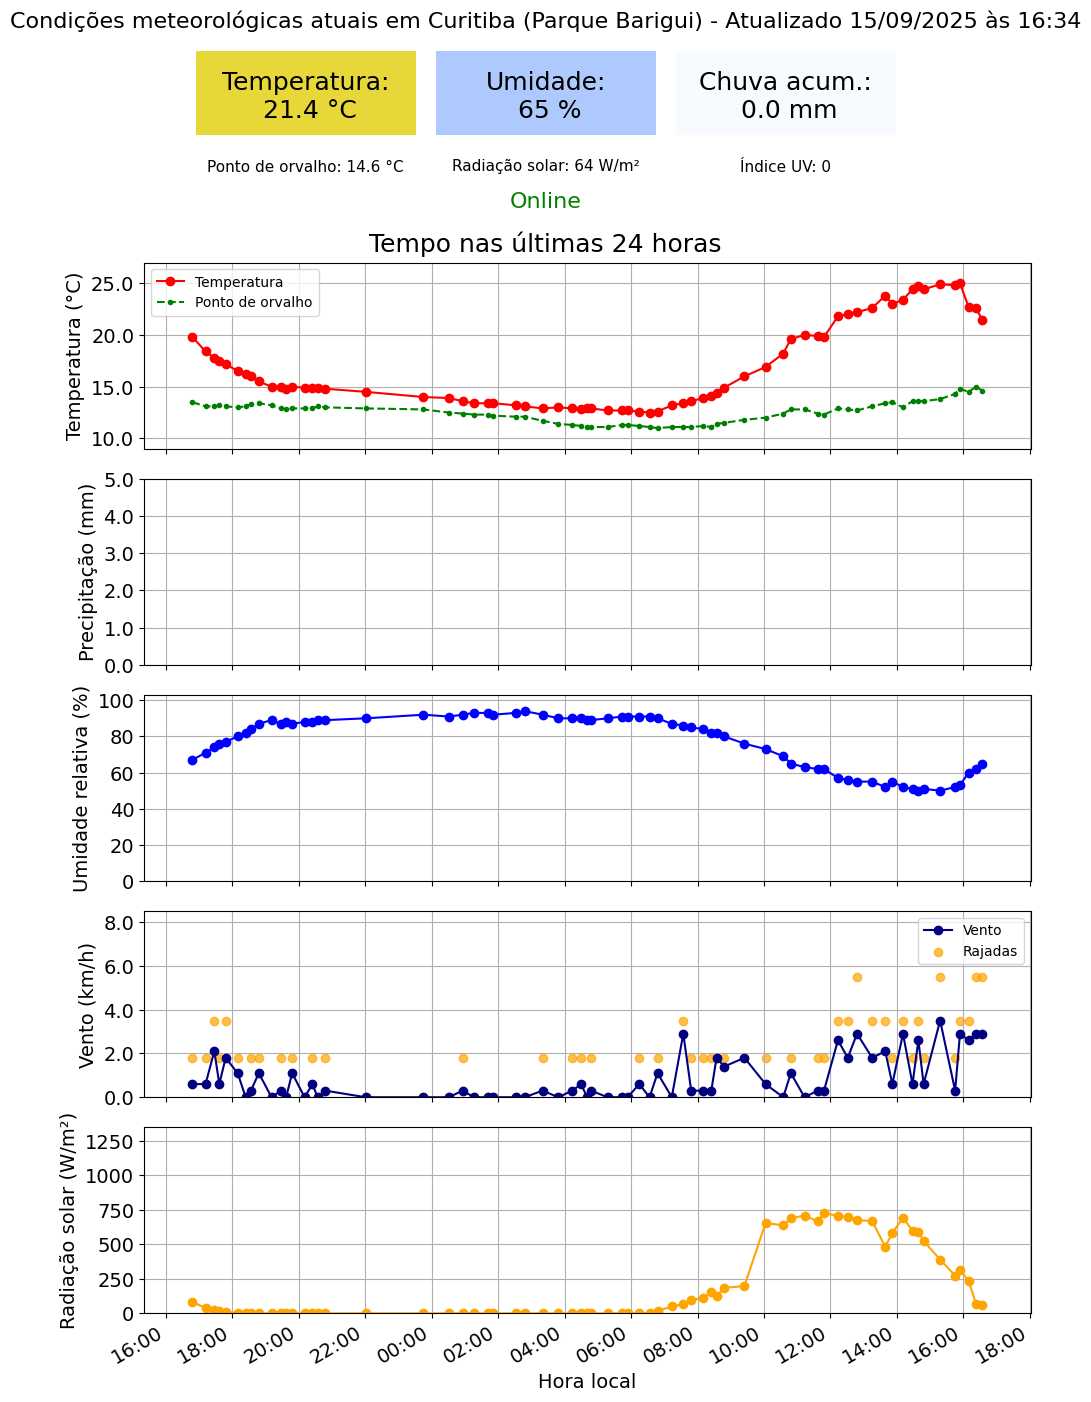 Condições meteorológicas atuais em Curitiba (Parque Barigui) - Atualizado 15/09/2025 às 16:34
Temperatura:
21.4 °C
Umidade:
65 %
Chuva acum.:
0.0 mm
Ponto de orvalho: 14.6 °C
Radiação solar: 64 W/m²
Índice UV: 0
Online
Tempo nas últimas 24 horas
Temperatura (°C)
25.0
20.0
15.0
10.0
Temperatura
Ponto de orvalho
Precipitação (mm)
5.0
4.0
3.0
2.0
1.0
0.0
Umidade relativa (%)
100
80
60
40
20
0
Vento (km/h)
8.0
6.0
4.0
2.0
0.0
Vento
Rajadas
Radiação solar (W/m²)
1250
1000
750
500
250
0
16:00
18:00
20:00
22:00
00:00
02:00
04:00
06:00
08:00
10:00
12:00
14:00
16:00
18:00
Hora local